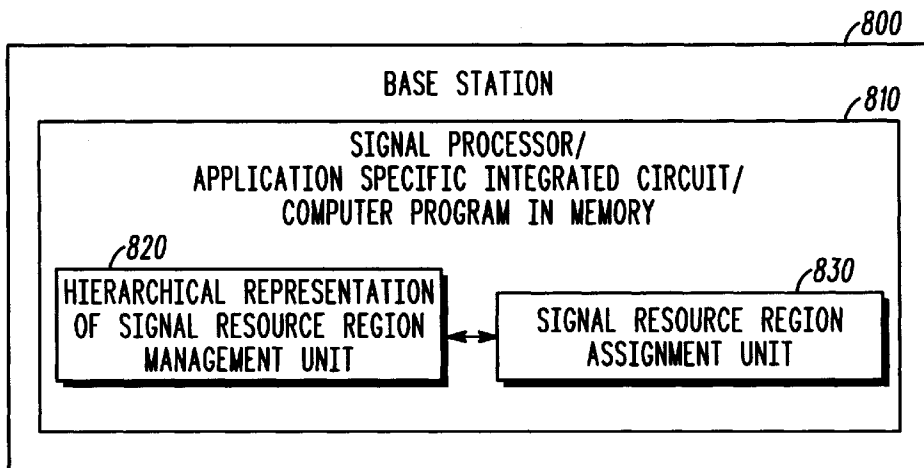 800
BASE STATION
810
SIGNAL PROCESSOR/
APPLICATION SPECIFIC INTEGRATED CIRCUIT/
COMPUTER PROGRAM IN MEMORY
820
HIERARCHICAL REPRESENTATION
OF SIGNAL RESOURCE REGION
MANAGEMENT UNIT
830
SIGNAL RESOURCE REGION
ASSIGNMENT UNIT